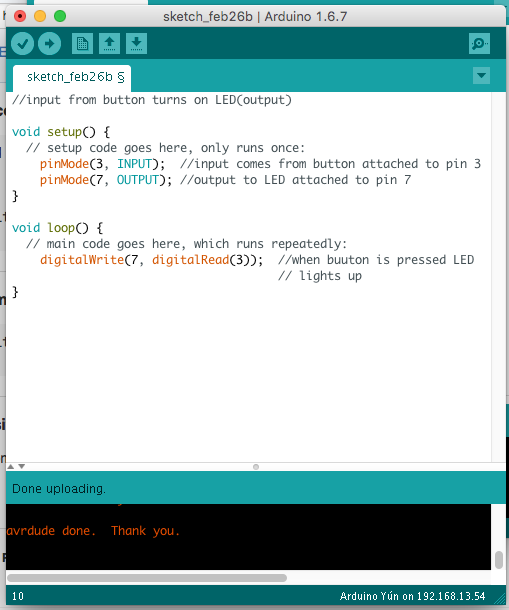 sketch_feb26b | Arduino 1.6.7
sketch_feb26b §
//input from button turns on LED(output)
void setup() {
// setup code goes here, only runs once:
pinMode(3, INPUT);  //input comes from button attached to pin 3
pinMode(7, OUTPUT); //output to LED attached to pin 7
}
void loop() {
// main code goes here, which runs repeatedly:
digitalWrite(7, digitalRead(3));  //when buuton is pressed LED
// lights up
}
Done uploading.
avrdude done.  Thank you.
10 Arduino Yún on 192.168.13.54